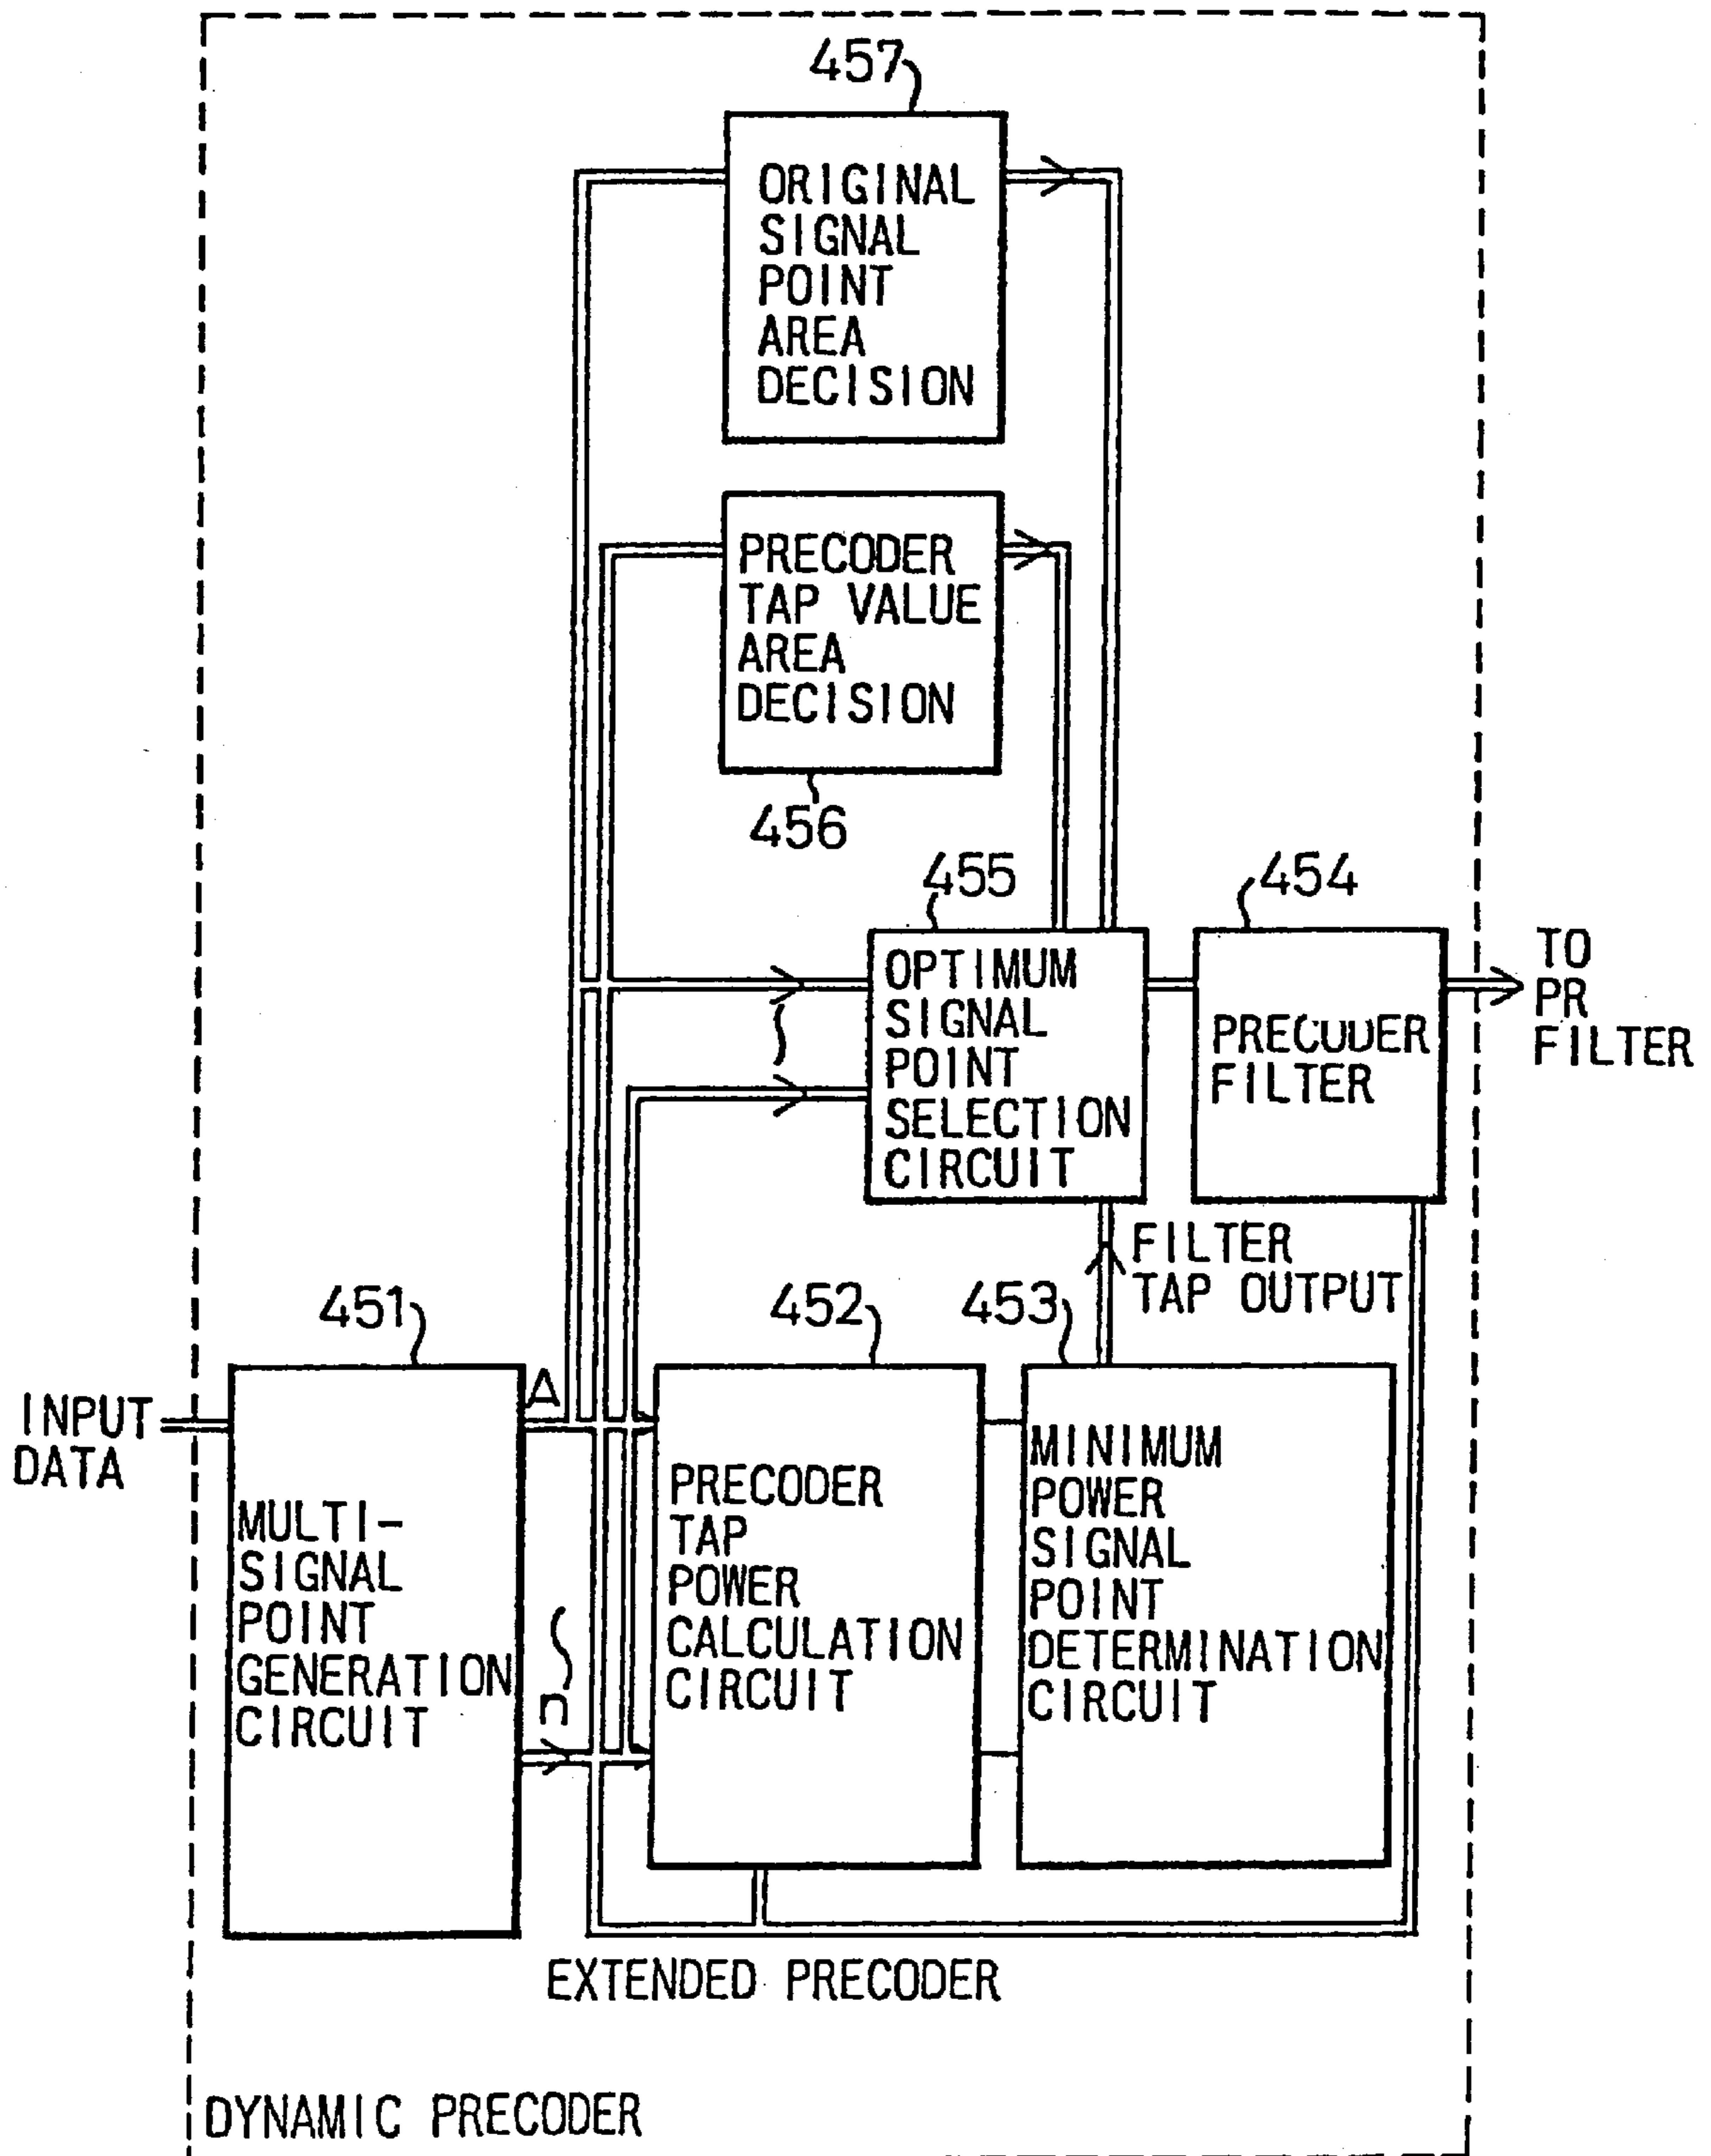 457
ORIGINAL
SIGNAL
POINT
AREA
DECISION
PRECODER
TAP VALUE
AREA
DECISION
456
455
454
OPTIMUM
SIGNAL
POINT
SELECTION
CIRCUIT
PRECODER
FILTER
TO
PR
FILTER
FILTER
TAP OUTPUT
451
452
453
INPUT
DATA
A
n
MULTI-
SIGNAL
POINT
GENERATION
CIRCUIT
PRECODER
TAP
POWER
CALCULATION
CIRCUIT
MINIMUM
POWER
SIGNAL
POINT
DETERMINATION
CIRCUIT
EXTENDED PRECODER
DYNAMIC PRECODER